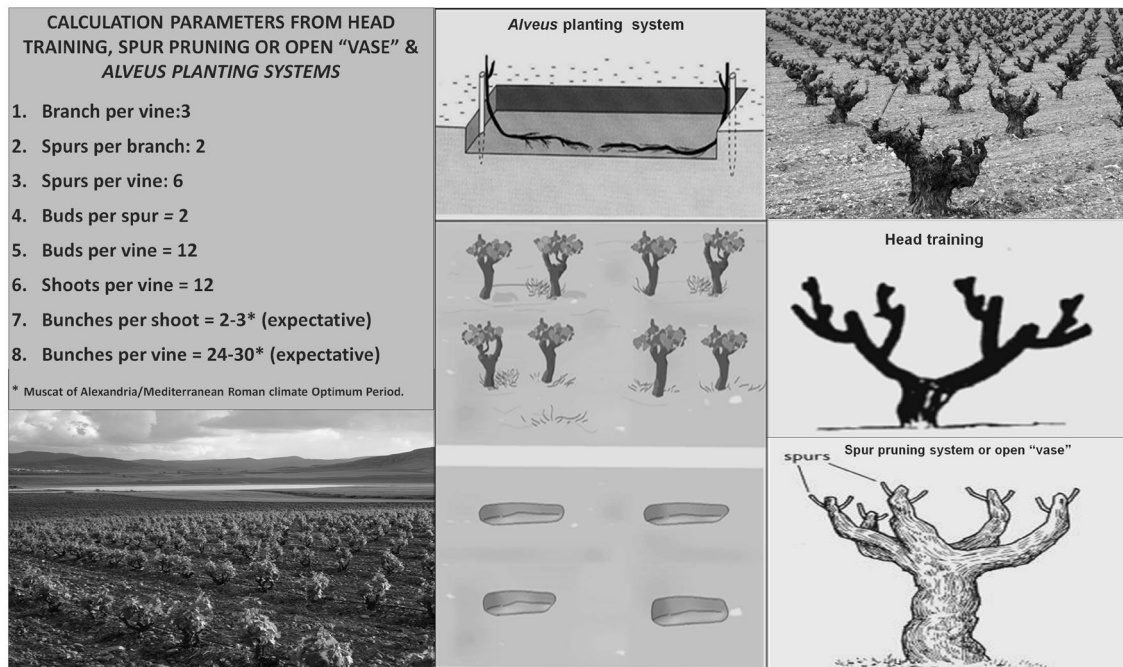 CALCULATION PARAMETERS FROM HEAD
TRAINING, SPUR PRUNING OR OPEN “VASE” &
ALVEUS PLANTING SYSTEMS
1. Branch per vine:3
2. Spurs per branch: 2
3. Spurs per vine: 6
4. Buds per spur = 2
5. Buds per vine = 12
6. Shoots per vine = 12
7. Bunches per shoot = 2-3* (expectative)
8. Bunches per vine = 24-30* (expectative)
* Muscat of Alexandria/Mediterranean Roman climate Optimum Period.
Alveus planting system
Head training
Spur pruning system or open “vase”
spurs